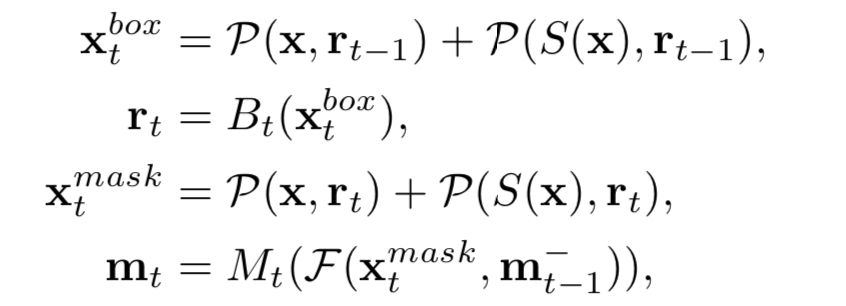 x_t^{box} = P(x, r_{t−1}) + P(S(x), r_{t−1}),
r_t = B_t(x_t^{box}),
x_t^{mask} = P(x, r_t) + P(S(x), r_t),
m_t = M_t(F(x_t^{mask}, m_{t−1}^−)),